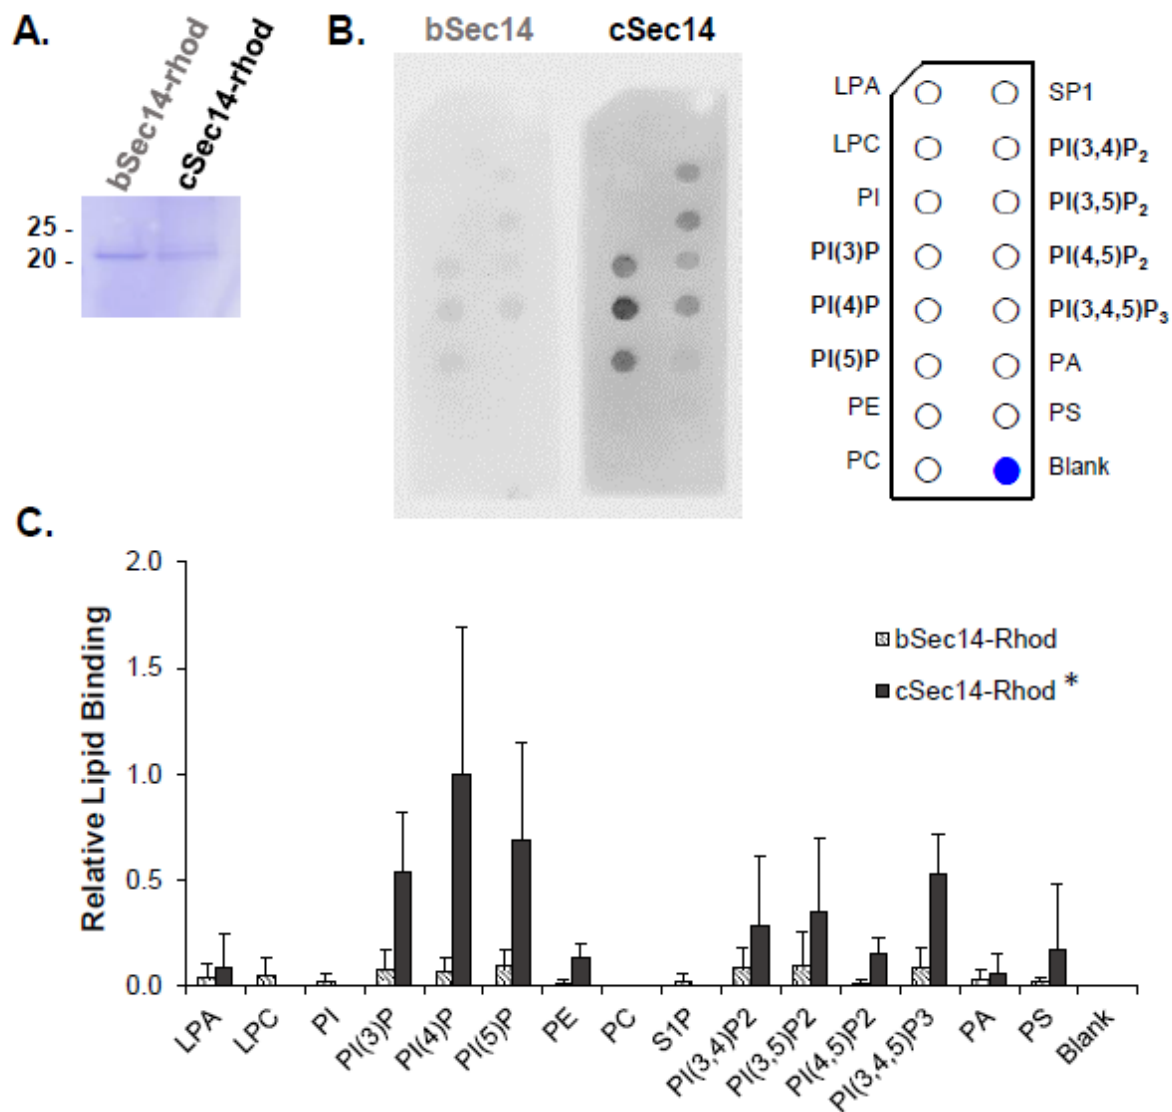 A.
bSec14-rhod
cSec14-rhod
25 -
20 -
B.
bSec14
cSec14
LPA
SP1
LPC
PI(3,4)P₂
PI
PI(3,5)P₂
PI(3)P
PI(4,5)P₂
PI(4)P
PI(3,4,5)P₃
PI(5)P
PA
PE
PS
PC
Blank
C.
Relative Lipid Binding
2.0
1.5
1.0
0.5
0.0
bSec14-Rhod
cSec14-Rhod *
LPA
LPC
PI
PI(3)P
PI(4)P
PI(5)P
PE
PC
S1P
PI(3,4)P2
PI(3,5)P2
PI(4,5)P2
PI(3,4,5)P3
PA
PS
Blank